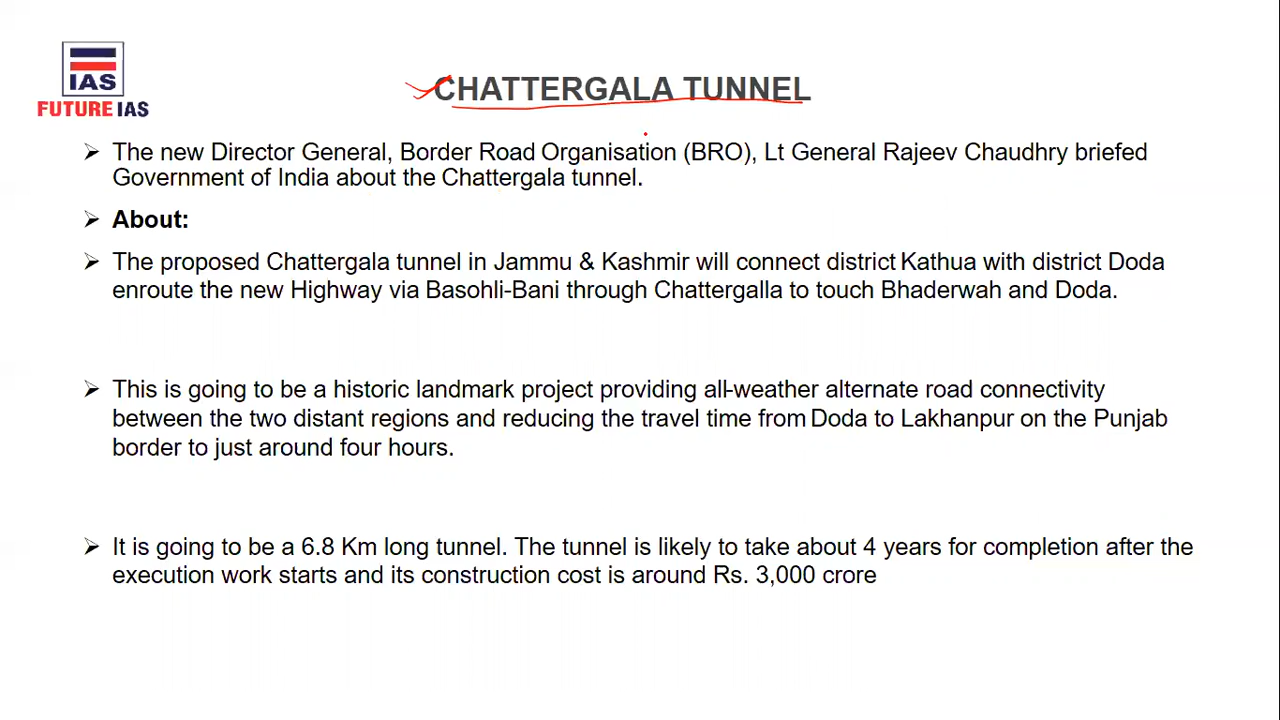 IAS
FUTURE IAS
CHATTERGALA TUNNEL
➢ The new Director General, Border Road Organisation (BRO), Lt General Rajeev Chaudhry briefed
Government of India about the Chattergala tunnel.
➢ About:
➢ The proposed Chattergala tunnel in Jammu & Kashmir will connect district Kathua with district Doda
enroute the new Highway via Basohli-Bani through Chattergalla to touch Bhaderwah and Doda.
➢ This is going to be a historic landmark project providing all-weather alternate road connectivity
between the two distant regions and reducing the travel time from Doda to Lakhanpur on the Punjab
border to just around four hours.
➢ It is going to be a 6.8 Km long tunnel. The tunnel is likely to take about 4 years for completion after the
execution work starts and its construction cost is around Rs. 3,000 crore